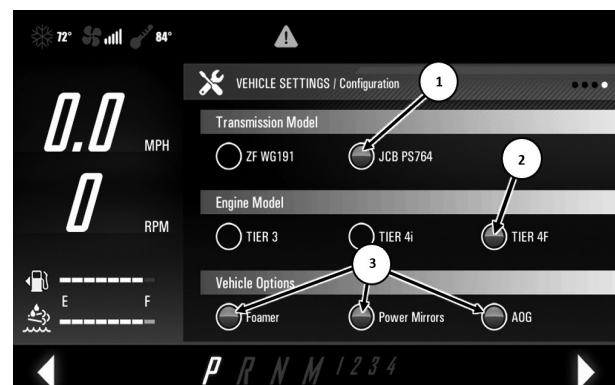 72° 84°
VEHICLE SETTINGS / Configuration
1
Transmission Model
ZF WG191 JCB PS764
2
0.0 MPH
Engine Model
TIER 3 TIER 4i TIER 4F
0 RPM
3
Vehicle Options
Foamer Power Mirrors AOG
E F
P R N M 1 2 3 4